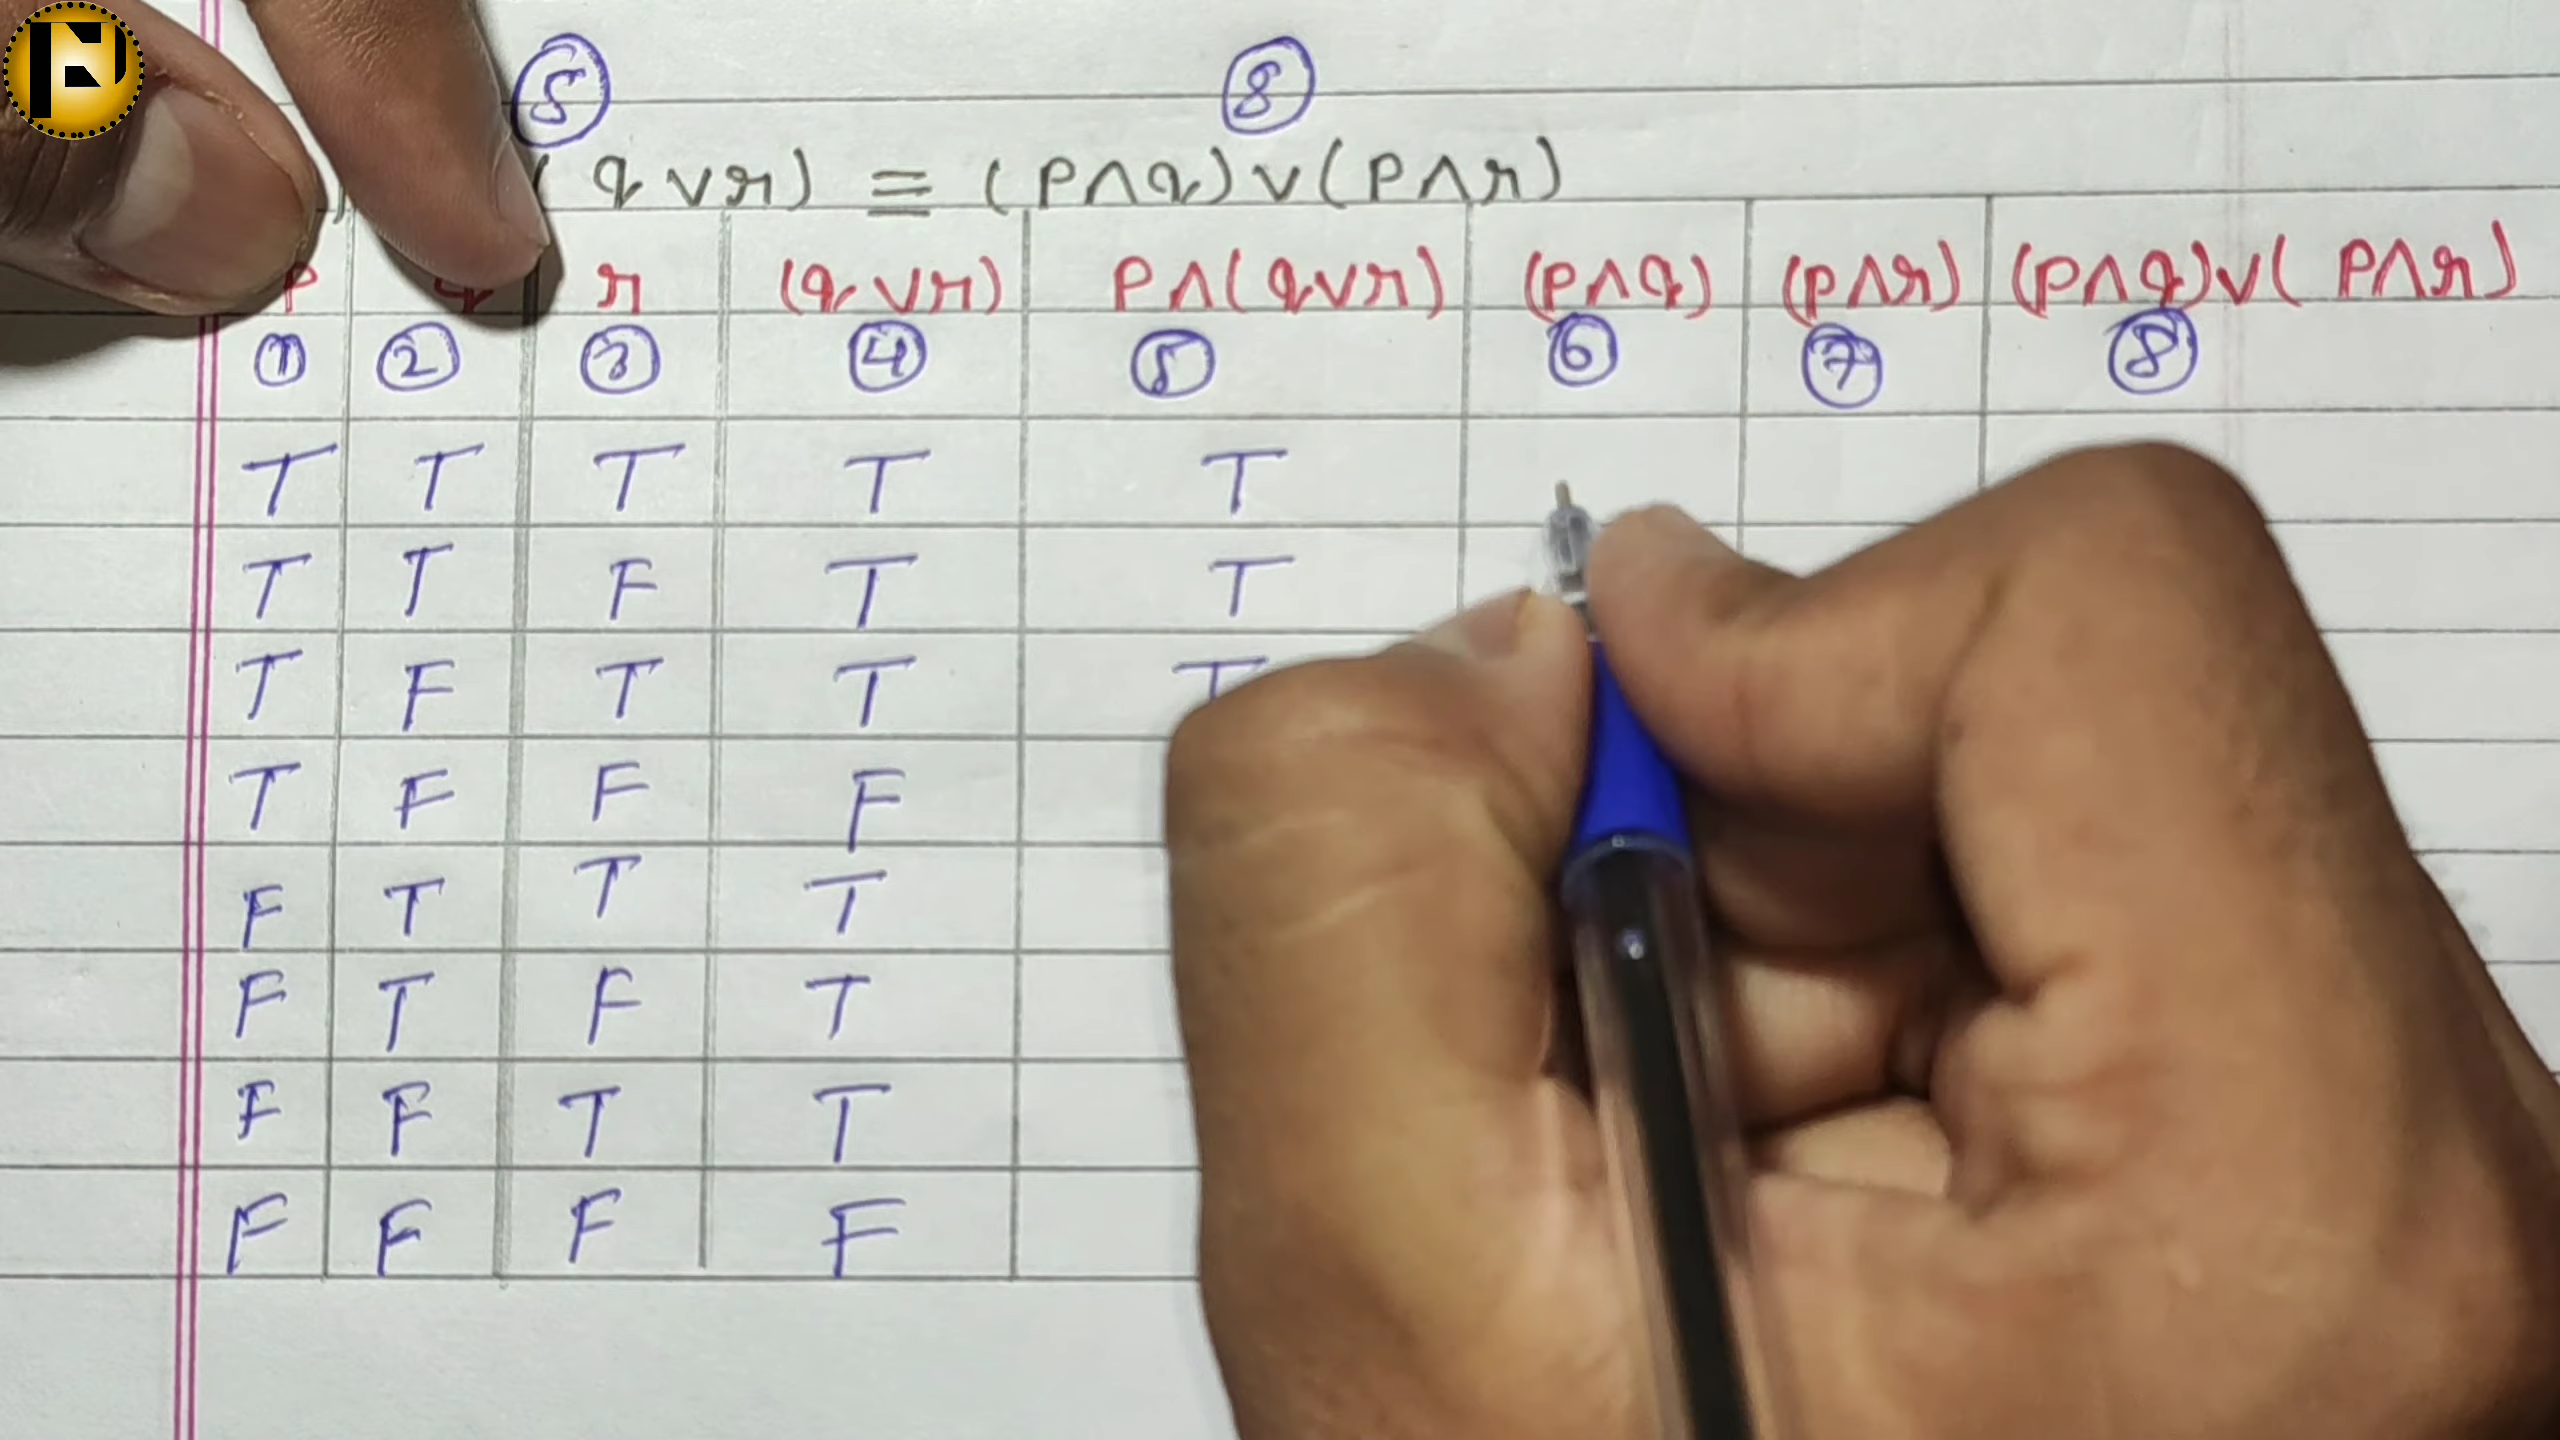 5 8
(q ∨ r) ≡ (P ∧ q) ∨ (P ∧ r)
P q r (q ∨ r) P ∧ (q ∨ r) (P ∧ q) (P ∧ r) (P ∧ q) ∨ (P ∧ r)
1 2 3 4 5 6 7 8
T T T T T
T T F T T
T F T T T
T F F F
F T T T
F T F T
F F T T
F F F F